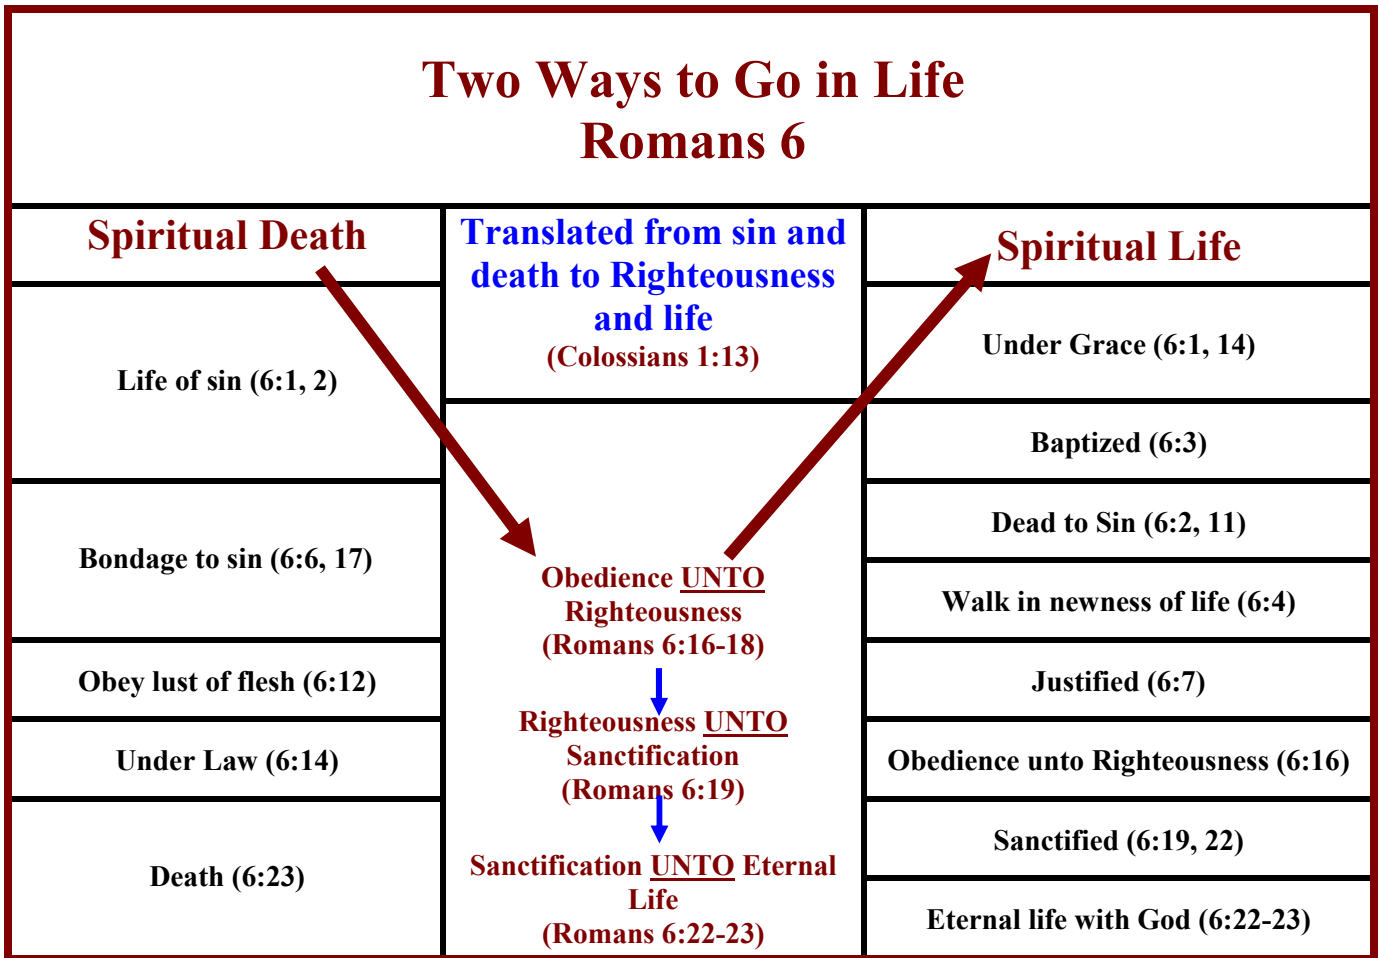 Two Ways to Go in Life
Romans 6
Spiritual Death
Life of sin (6:1, 2)
Bondage to sin (6:6, 17)
Obey lust of flesh (6:12)
Under Law (6:14)
Death (6:23)
Translated from sin and
death to Righteousness
and life
(Colossians 1:13)
Obedience UNTO
Righteousness
(Romans 6:16-18)
Righteousness UNTO
Sanctification
(Romans 6:19)
Sanctification UNTO Eternal
Life
(Romans 6:22-23)
Spiritual Life
Under Grace (6:1, 14)
Baptized (6:3)
Dead to Sin (6:2, 11)
Walk in newness of life (6:4)
Justified (6:7)
Obedience unto Righteousness (6:16)
Sanctified (6:19, 22)
Eternal life with God (6:22-23)